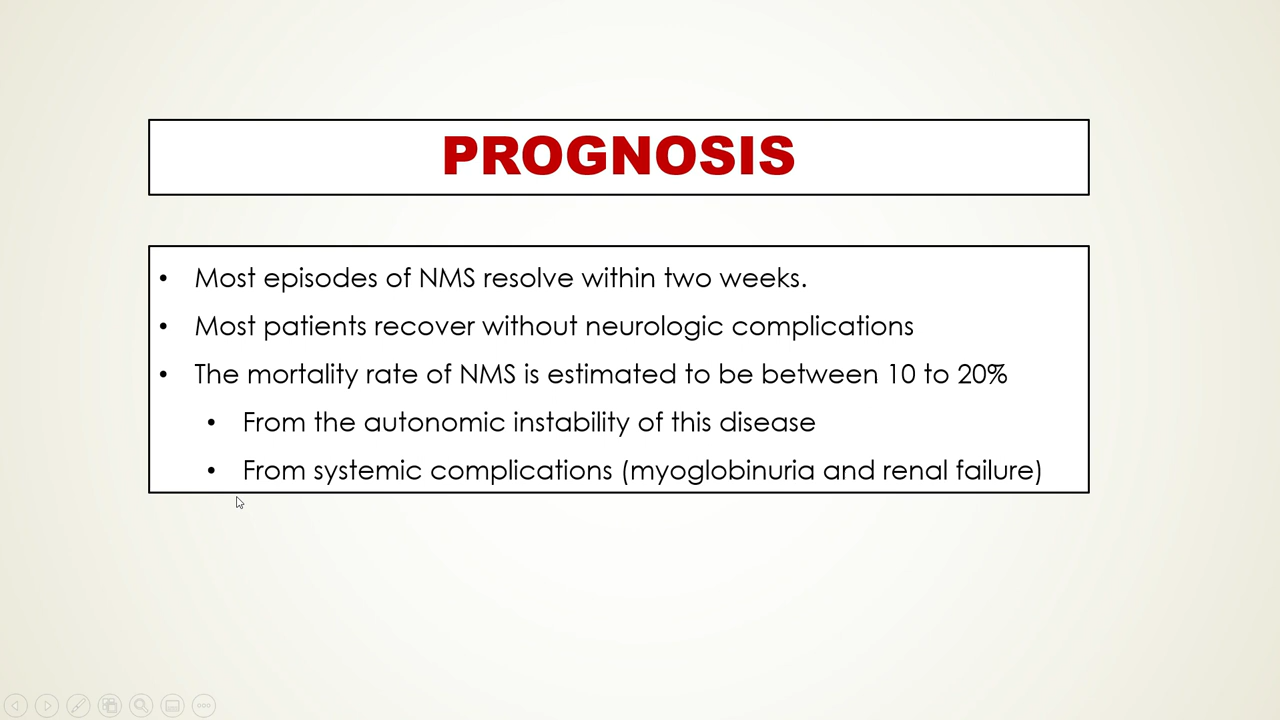 PROGNOSIS
• Most episodes of NMS resolve within two weeks.
• Most patients recover without neurologic complications
• The mortality rate of NMS is estimated to be between 10 to 20%
• From the autonomic instability of this disease
• From systemic complications (myoglobinuria and renal failure)